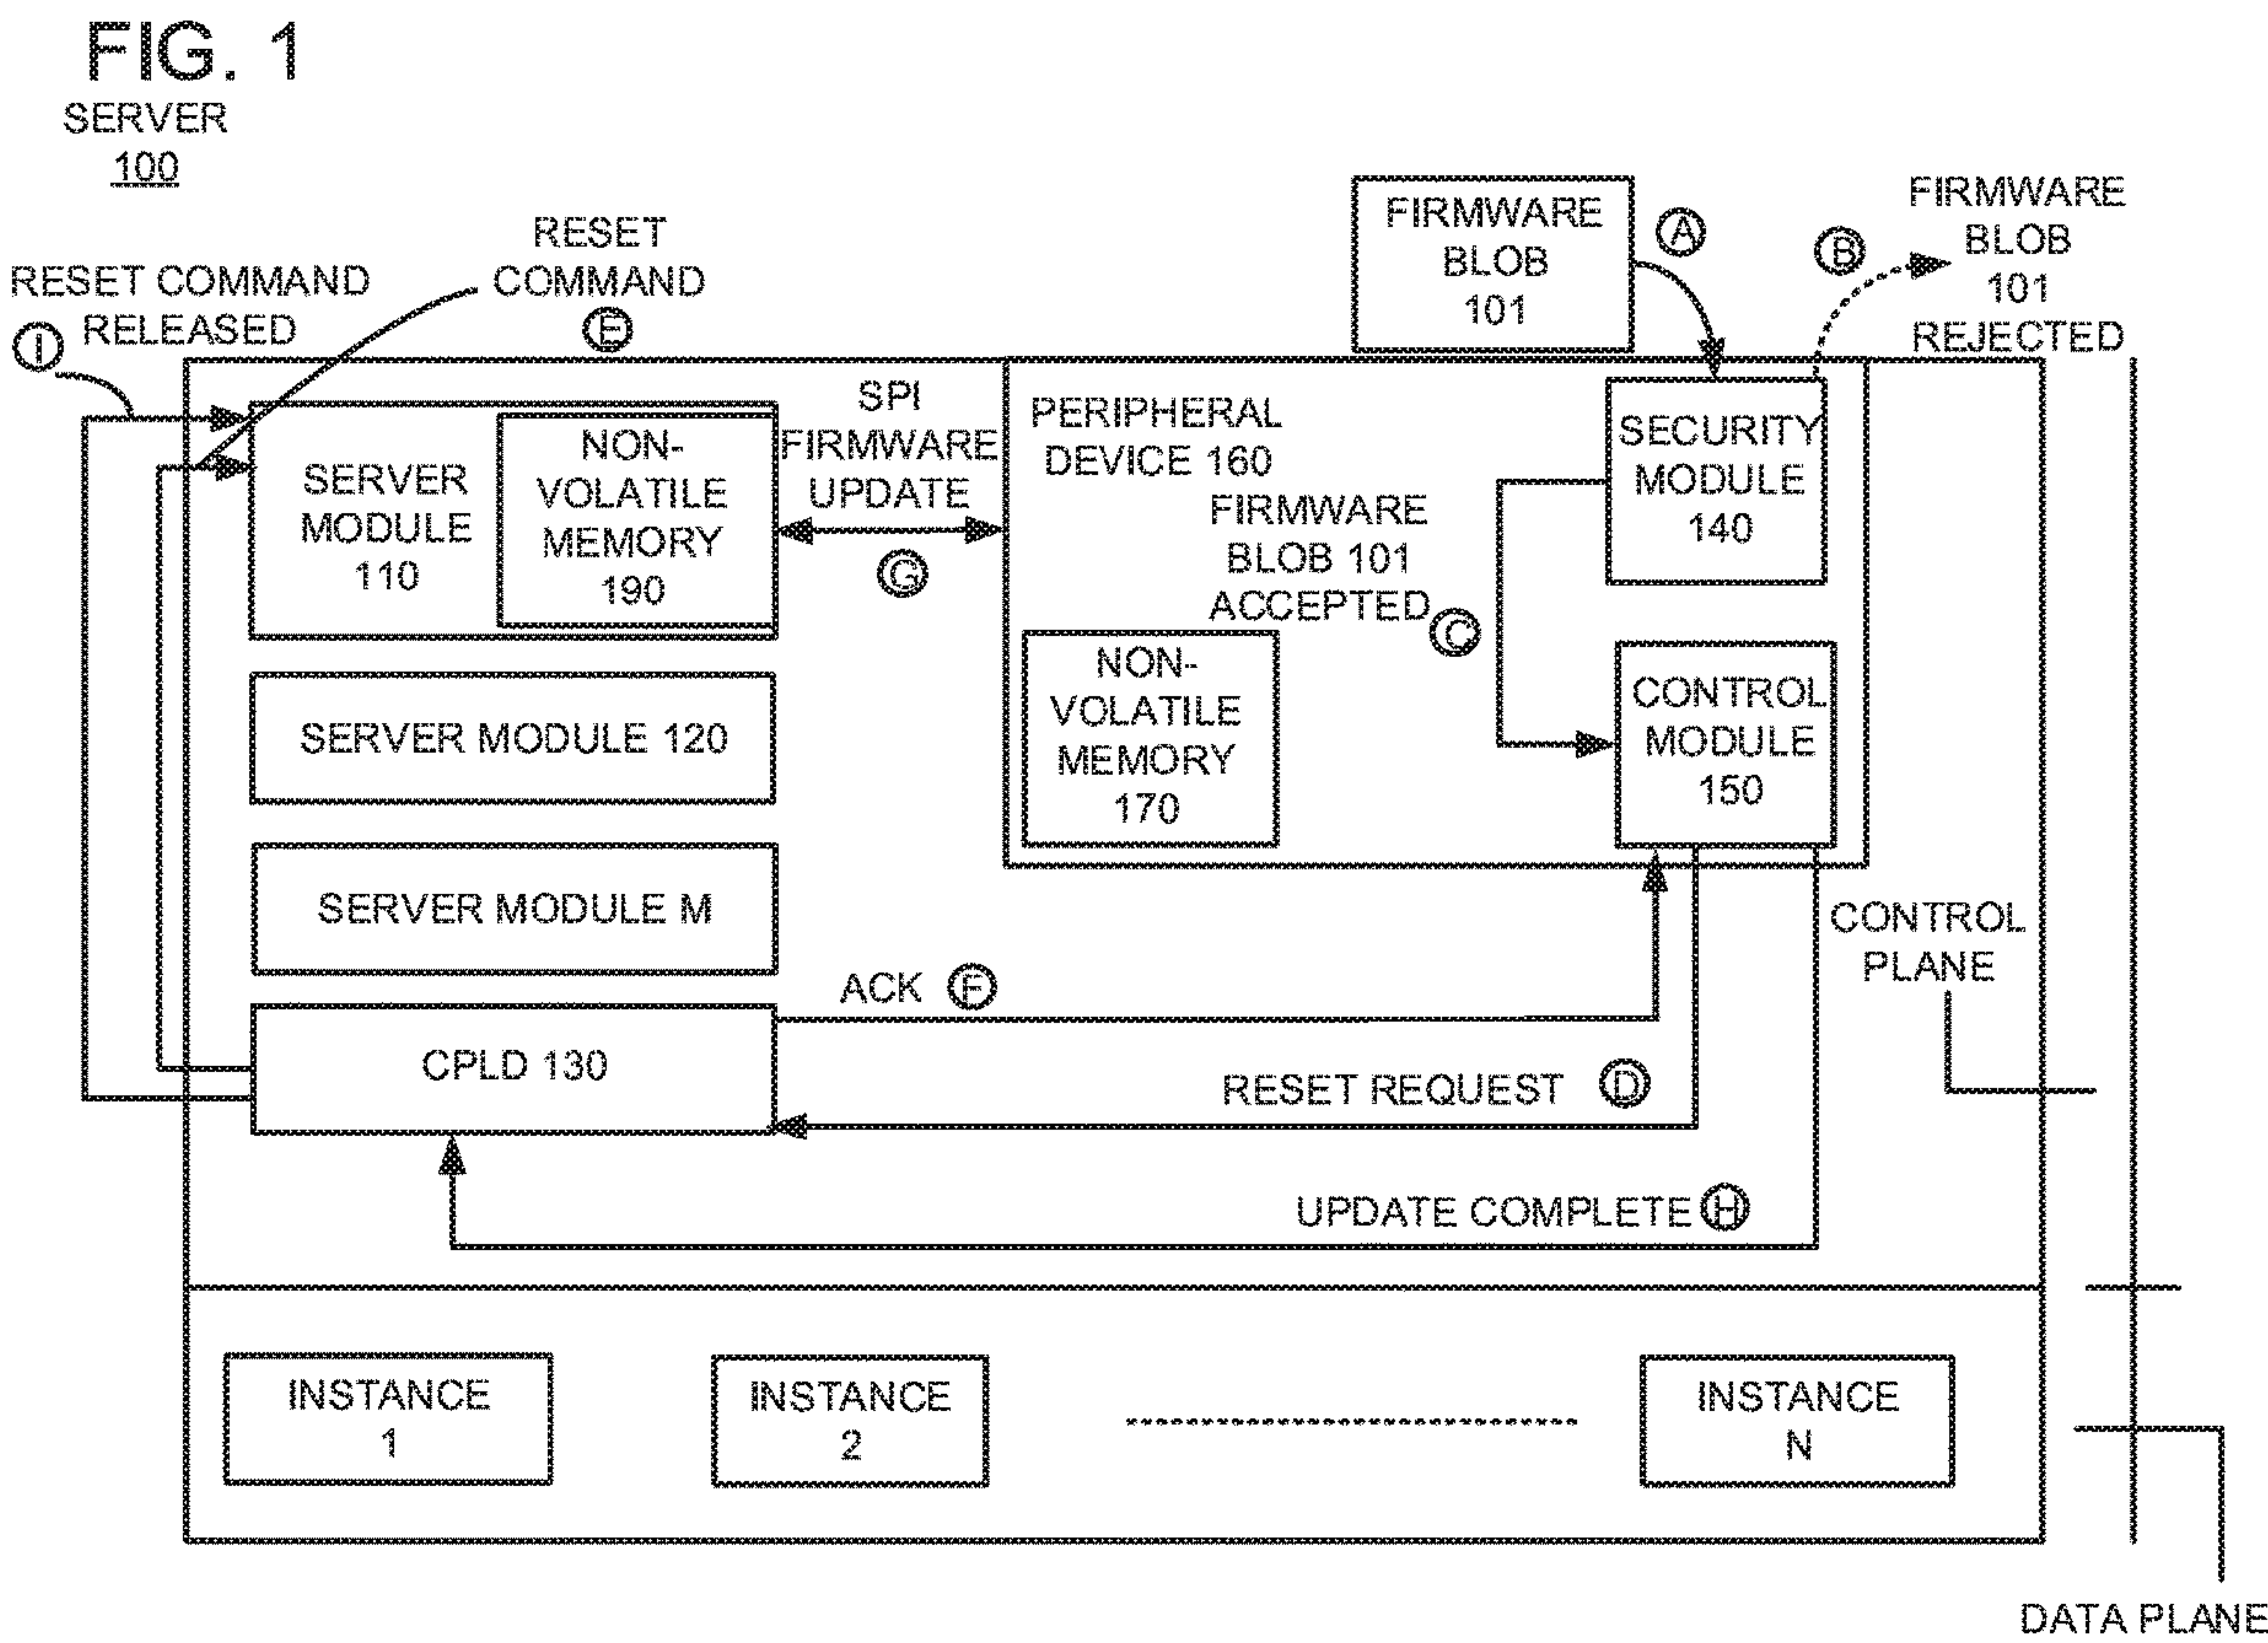 FIG. 1
SERVER
100
RESET COMMAND
RELEASED
I
RESET
COMMAND
E
FIRMWARE
BLOB
101
A
B
FIRMWARE
BLOB
101
REJECTED
SERVER
MODULE
110
NON-
VOLATILE
MEMORY
190
SPI
FIRMWARE
UPDATE
G
PERIPHERAL
DEVICE 160
FIRMWARE
BLOB 101
ACCEPTED
C
SECURITY
MODULE
140
NON-
VOLATILE
MEMORY
170
CONTROL
MODULE
150
SERVER MODULE 120
SERVER MODULE M
CPLD 130
ACK F
RESET REQUEST D
UPDATE COMPLETE H
CONTROL
PLANE
INSTANCE
1
INSTANCE
2
INSTANCE
N
DATA PLANE